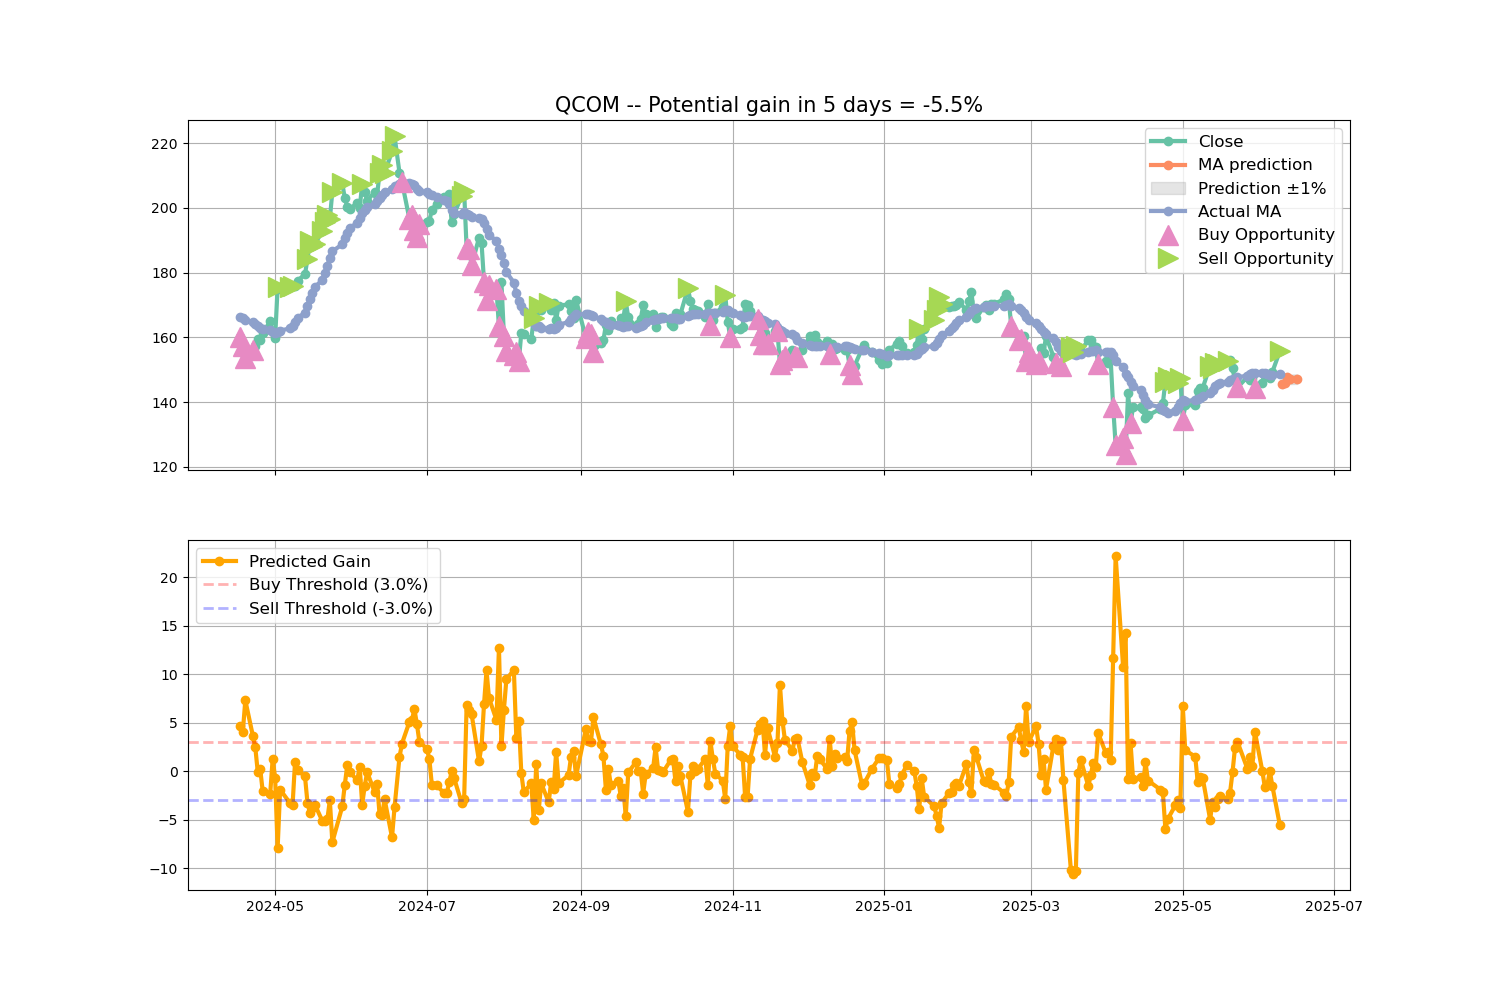 QCOM -- Potential gain in 5 days = -5.5%
220
200
180
160
140
120
Close
MA prediction
Prediction ±1%
Actual MA
Buy Opportunity
Sell Opportunity
20
15
10
5
0
−5
−10
Predicted Gain
Buy Threshold (3.0%)
Sell Threshold (-3.0%)
2024-05
2024-07
2024-09
2024-11
2025-01
2025-03
2025-05
2025-07